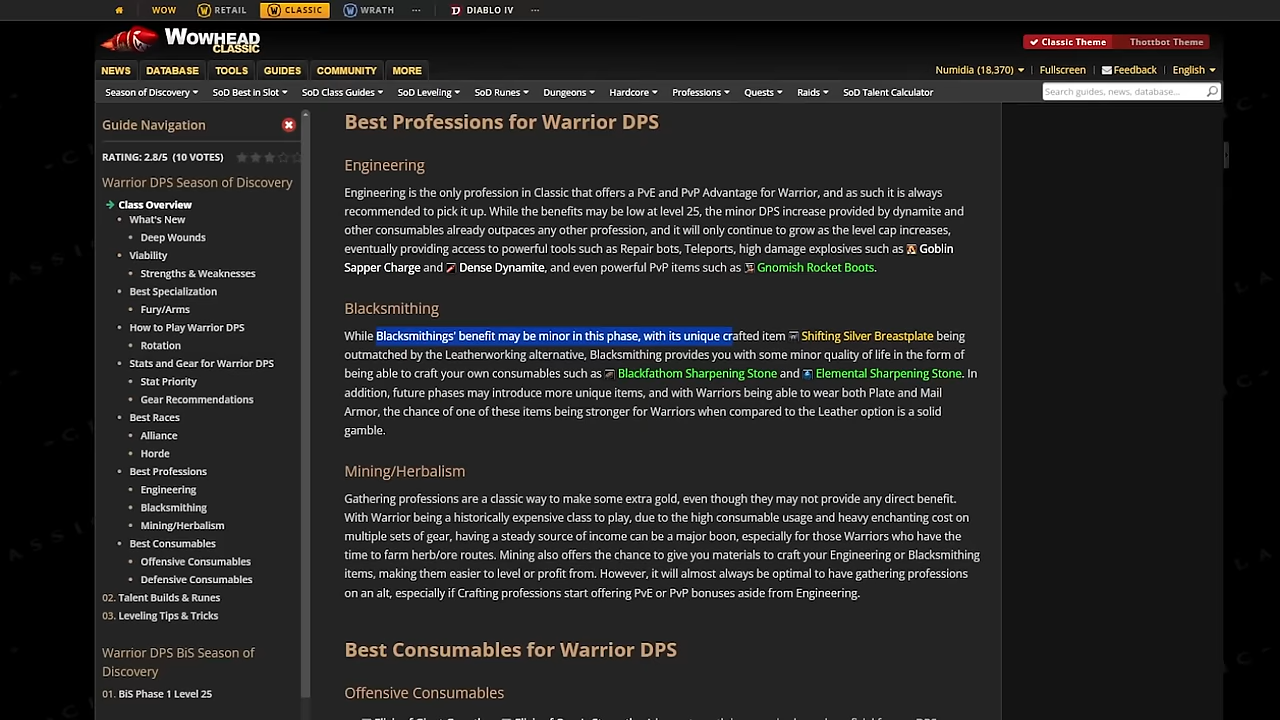 WOW
RETAIL
CLASSIC
WRATH
DIABLO IV
WOWHEAD
CLASSIC
Classic Theme
Thottbot Theme
NEWS
DATABASE
TOOLS
GUIDES
COMMUNITY
MORE
Numidia (18,370)
Fullscreen
Feedback
English
Season of Discovery
SoD Best in Slot
SoD Class Guides
SoD Leveling
SoD Runes
Dungeons
Hardcore
Professions
Quests
Raids
SoD Talent Calculator
Search guides, news, database...
Guide Navigation
RATING: 2.8/5 (10 VOTES)
Warrior DPS Season of Discovery
Class Overview
What's New
Deep Wounds
Viability
Strengths & Weaknesses
Best Specialization
Fury/Arms
How to Play Warrior DPS
Rotation
Stats and Gear for Warrior DPS
Stat Priority
Gear Recommendations
Best Races
Alliance
Horde
Best Professions
Engineering
Blacksmithing
Mining/Herbalism
Best Consumables
Offensive Consumables
Defensive Consumables
02. Talent Builds & Runes
03. Leveling Tips & Tricks
Warrior DPS BiS Season of
Discovery
01. BiS Phase 1 Level 25
Best Professions for Warrior DPS
Engineering
Engineering is the only profession in Classic that offers a PvE and PvP Advantage for Warrior, and as such it is always
recommended to pick it up. While the benefits may be low at level 25, the minor DPS increase provided by dynamite and
other consumables already outpaces any other profession, and it will only continue to grow as the level cap increases,
eventually providing access to powerful tools such as Repair bots, Teleports, high damage explosives such as Goblin
Sapper Charge and Dense Dynamite, and even powerful PvP items such as Gnomish Rocket Boots.
Blacksmithing
While Blacksmithings' benefit may be minor in this phase, with its unique crafted item Shifting Silver Breastplate being
outmatched by the Leatherworking alternative, Blacksmithing provides you with some minor quality of life in the form of
being able to craft your own consumables such as Blackfathom Sharpening Stone and Elemental Sharpening Stone. In
addition, future phases may introduce more unique items, and with Warriors being able to wear both Plate and Mail
Armor, the chance of one of these items being stronger for Warriors when compared to the Leather option is a solid
gamble.
Mining/Herbalism
Gathering professions are a classic way to make some extra gold, even though they may not provide any direct benefit.
With Warrior being a historically expensive class to play, due to the high consumable usage and heavy enchanting cost on
multiple sets of gear, having a steady source of income can be a major boon, especially for those Warriors who have the
time to farm herb/ore routes. Mining also offers the chance to give you materials to craft your Engineering or Blacksmithing
items, making them easier to level or profit from. However, it will almost always be optimal to have gathering professions
on an alt, especially if Crafting professions start offering PvE or PvP bonuses aside from Engineering.
Best Consumables for Warrior DPS
Offensive Consumables